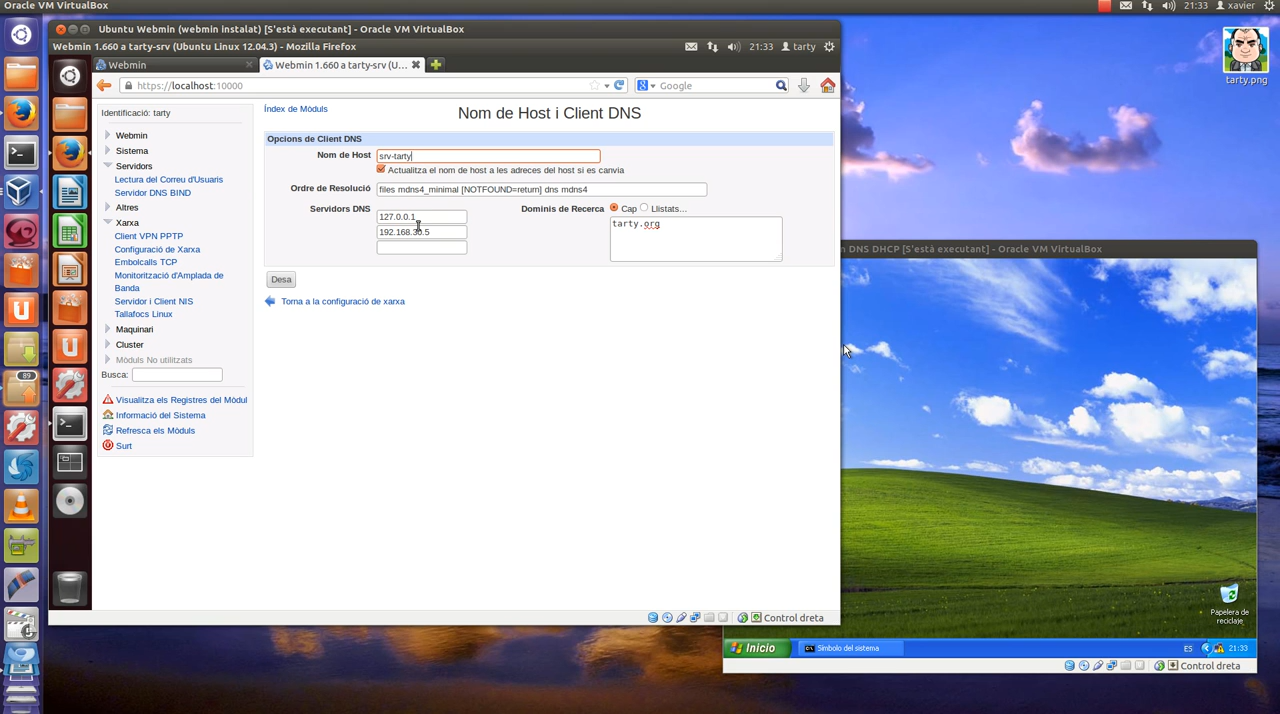 Oracle VM VirtualBox
21:33
xavier
Ubuntu Webmin (webmin instalat) [S'està executant] - Oracle VM VirtualBox
Webmin 1.660 a tarty-srv (Ubuntu Linux 12.04.3) - Mozilla Firefox
21:33
tarty
Webmin
Webmin 1.660 a tarty-srv (U...
https://localhost:10000
Google
tarty.png
Identificació: tarty
Webmin
Sistema
Servidors
Lectura del Correu d'Usuaris
Servidor DNS BIND
Altres
Xarxa
Client VPN PPTP
Configuració de Xarxa
Embolcalls TCP
Monitorització d'Amplada de
Banda
Servidor i Client NIS
Tallafocs Linux
Maquinari
Cluster
Mòduls No utilitzats
Busca:
Visualitza els Registres del Mòdul
Informació del Sistema
Refresca els Mòduls
Surt
Índex de Mòduls
Nom de Host i Client DNS
Opcions de Client DNS
Nom de Host
srv-tarty
Actualitza el nom de host a les adreces del host si es canvia
Ordre de Resolució
files mdns4_minimal [NOTFOUND=return] dns mdns4
Servidors DNS
127.0.0.1
192.168.30.5
Dominis de Recerca
Cap
Llistats...
tarty.org
Desa
Torna a la configuració de xarxa
89
Control dreta
DNS DHCP [S'està executant] - Oracle VM VirtualBox
Papelera de
reciclaje
Inicio
Símbolo del sistema
ES
21:33
Control dreta